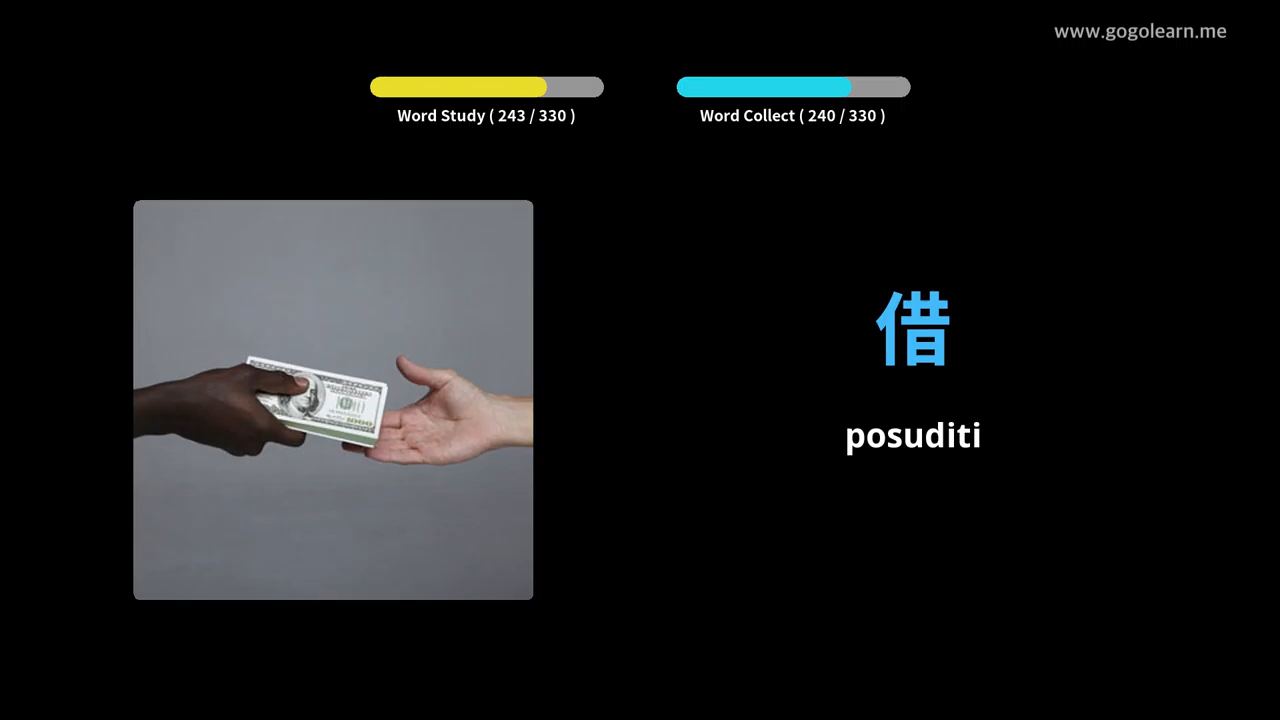 www.gogolearn.me
Word Study ( 243 / 330 )
Word Collect ( 240 / 330 )
借
posuditi